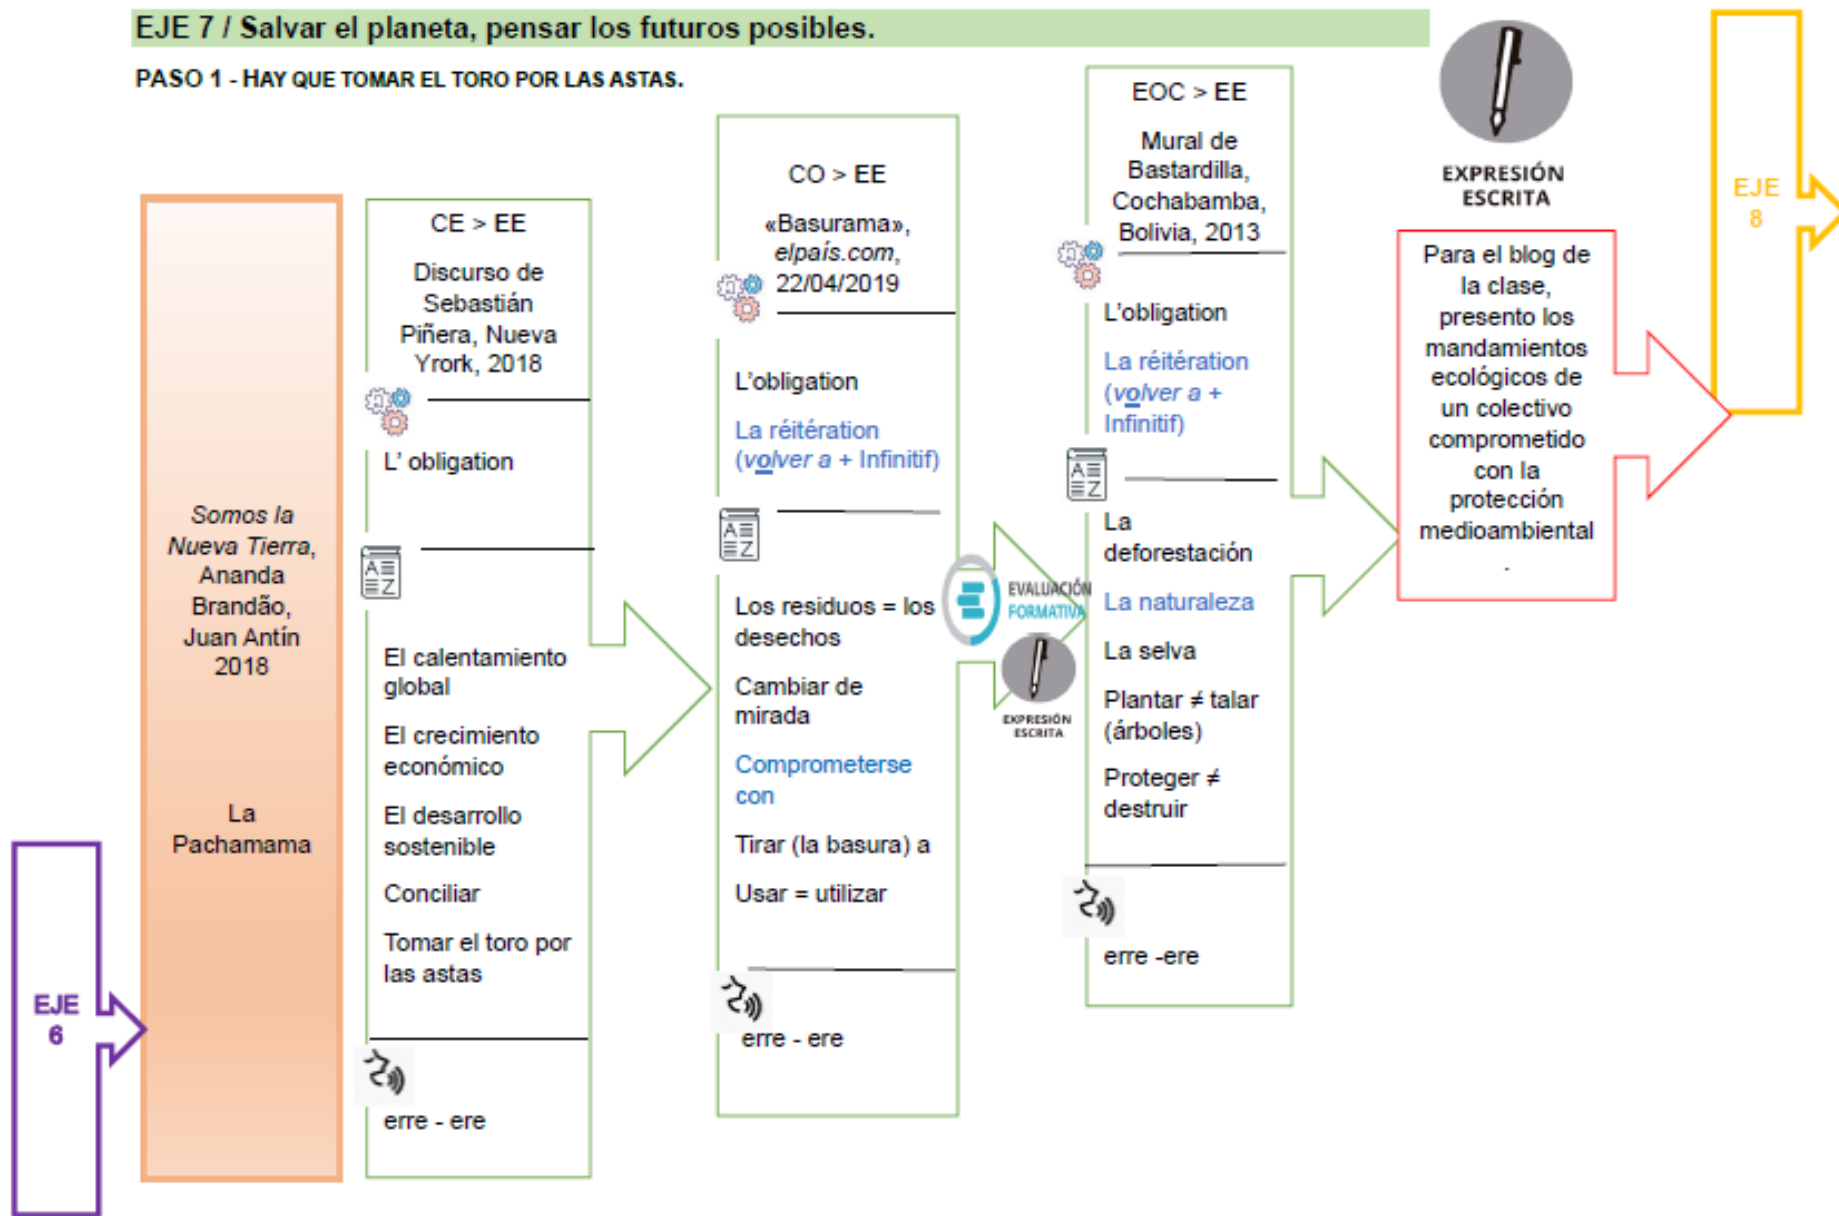 EJE 7 / Salvar el planeta, pensar los futuros posibles.
PASO 1 - HAY QUE TOMAR EL TORO POR LAS ASTAS.
EJE
6
Somos la
Nueva Tierra,
Ananda
Brandão,
Juan Antín
2018
La
Pachamama
CE > EE
Discurso de
Sebastián
Piñera, Nueva
Yrork, 2018
L' obligation
A
Z
El calentamiento
global
El crecimiento
económico
El desarrollo
sostenible
Conciliar
Tomar el toro por
las astas
erre - ere
CO > EE
«Basurama»,
elpaís.com,
22/04/2019
L'obligation
La réitération
(volver a + Infinitif)
A
Z
Los residuos = los
desechos
Cambiar de
mirada
Comprometerse
con
Tirar (la basura) a
Usar = utilizar
erre - ere
EVALUACIÓN
FORMATIVA
EXPRESIÓN
ESCRITA
EOC > EE
Mural de
Bastardilla,
Cochabamba,
Bolivia, 2013
L'obligation
La réitération
(volver a +
Infinitif)
A
Z
La
deforestación
La naturaleza
La selva
Plantar ≠ talar
(árboles)
Proteger ≠
destruir
erre -ere
EXPRESIÓN
ESCRITA
Para el blog de
la clase,
presento los
mandamientos
ecológicos de
un colectivo
comprometido
con la
protección
medioambiental
.
EJE
8